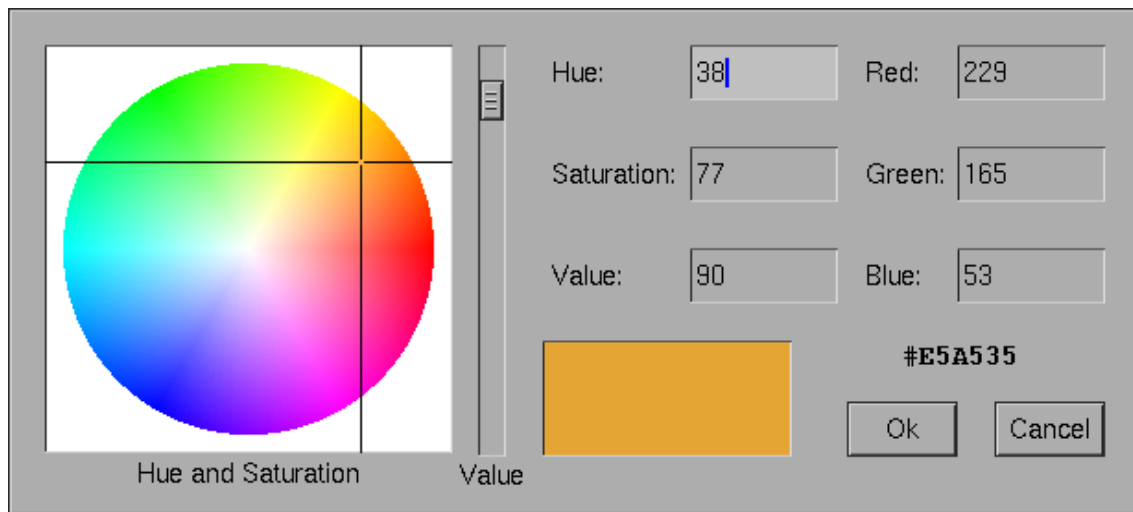 Hue: 38 Red: 229
Saturation: 77 Green: 165
Value: 90 Blue: 53
#E5A535
Ok Cancel
Hue and Saturation Value